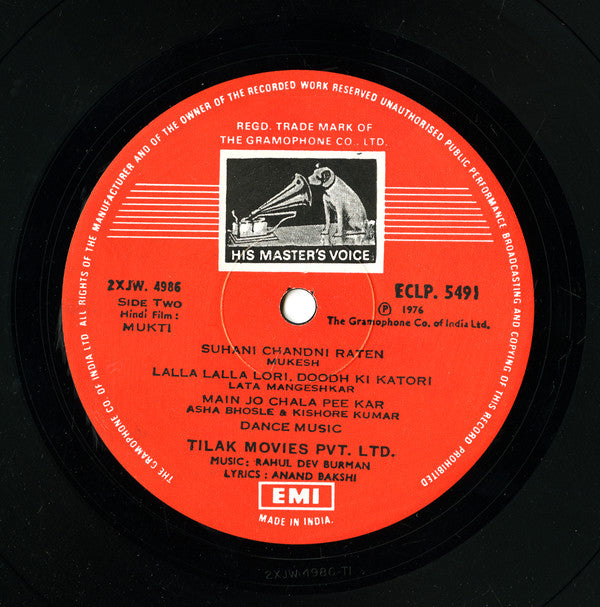 ALL RIGHTS OF THE MANUFACTURER AND OF THE OWNER OF THE RECORDED WORK RESERVED UNAUTHORISED PUBLIC PERFORMANCE BROADCASTING AND COPYING OF THIS RECORD PROHIBITED
THE GRAMOPHONE CO. OF INDIA LTD.
REGD. TRADE MARK OF
THE GRAMOPHONE CO., LTD.
HIS MASTER'S VOICE
2XJW. 4986
SIDE TWO
Hindi Film :
MUKTI
ECLP. 5491
Ⓟ 1976
The Gramophone Co. of India Ltd.
SUHANI CHANDNI RATEN
MUKESH
LALLA LALLA LORI, DOODH KI KATORI
LATA MANGESHKAR
MAIN JO CHALA PEE KAR
ASHA BHOSLE & KISHORE KUMAR
DANCE MUSIC
TILAK MOVIES PVT. LTD.
MUSIC: RAHUL DEV BURMAN
LYRICS : ANAND BAKSHI
EMI
MADE IN INDIA.